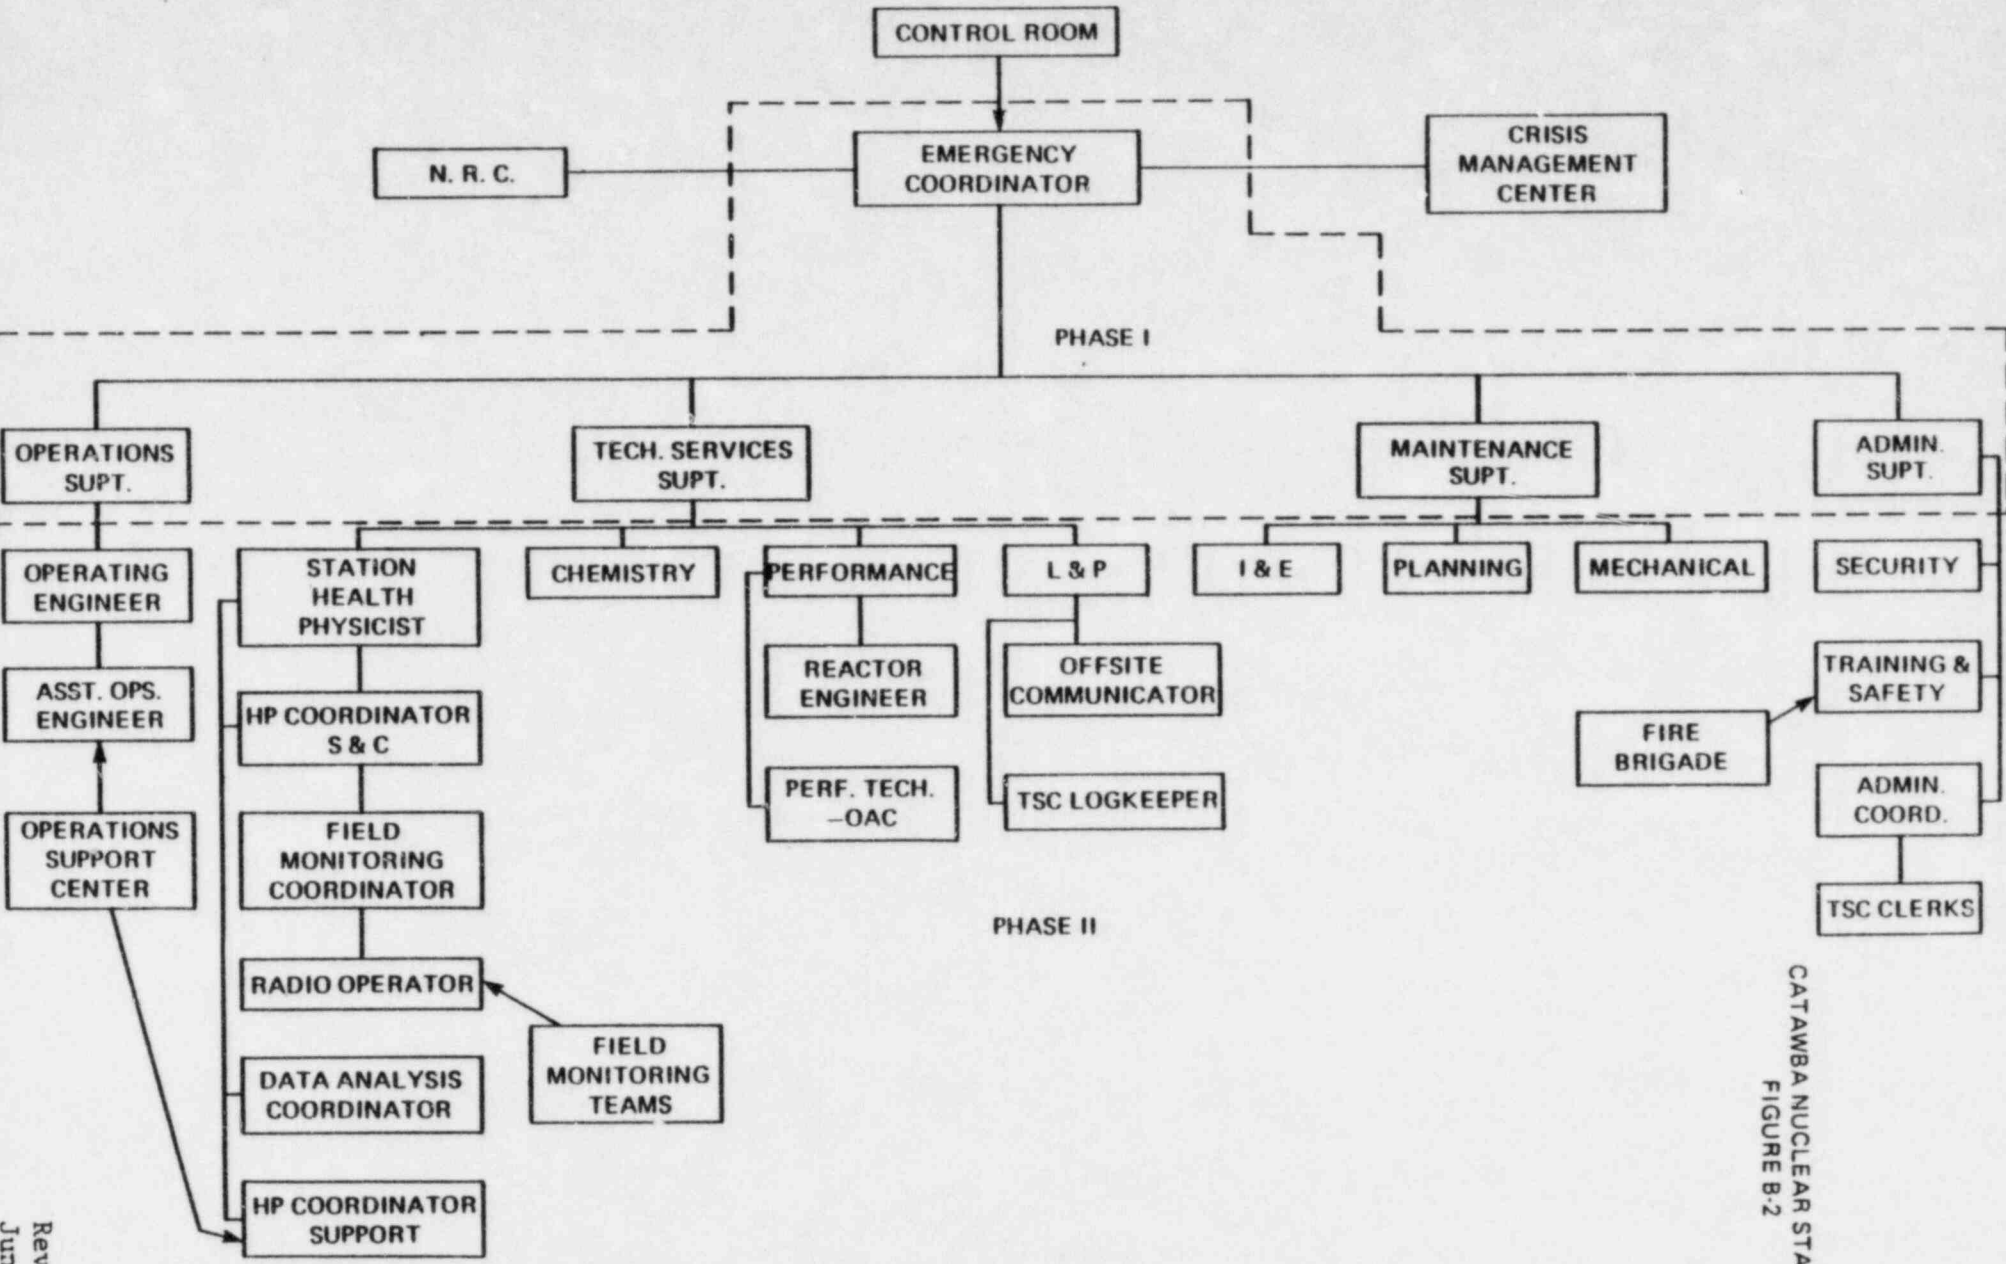 CONTROL ROOM
N. R. C.
EMERGENCY
COORDINATOR
CRISIS
MANAGEMENT
CENTER
PHASE I
OPERATIONS
SUPT.
TECH. SERVICES
SUPT.
MAINTENANCE
SUPT.
ADMIN.
SUPT.
OPERATING
ENGINEER
STATION
HEALTH
PHYSICIST
CHEMISTRY
PERFORMANCE
L & P
I & E
PLANNING
MECHANICAL
SECURITY
ASST. OPS.
ENGINEER
HP COORDINATOR
S & C
REACTOR
ENGINEER
OFFSITE
COMMUNICATOR
TRAINING &
SAFETY
FIRE
BRIGADE
OPERATIONS
SUPPORT
CENTER
FIELD
MONITORING
COORDINATOR
PERF. TECH.
-OAC
TSC LOGKEEPER
ADMIN.
COORD.
TSC CLERKS
PHASE II
RADIO OPERATOR
FIELD
MONITORING
TEAMS
DATA ANALYSIS
COORDINATOR
HP COORDINATOR
SUPPORT
CATAWBA NUCLEAR STA
FIGURE B-2
Rev